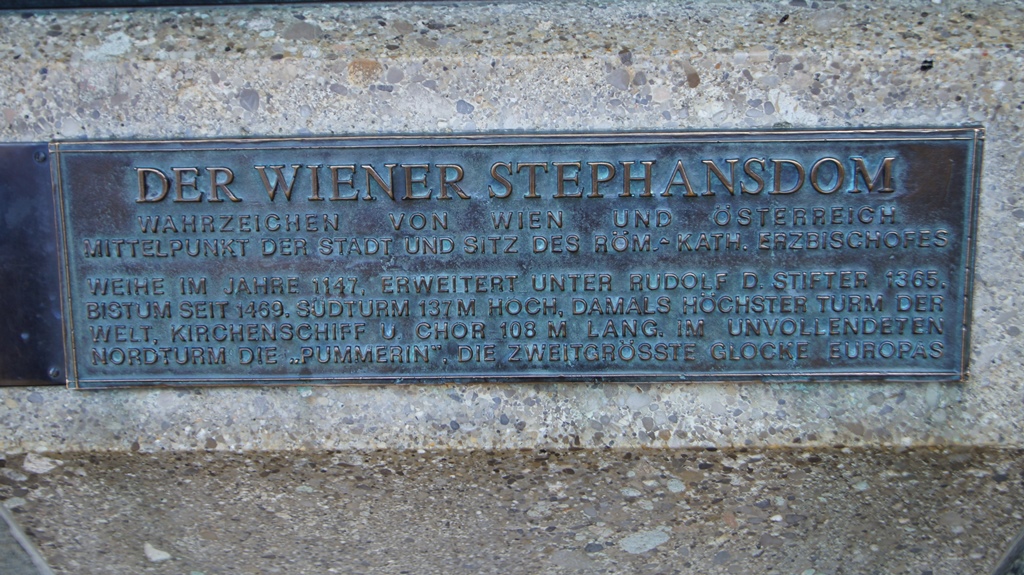 DER WIENER STEPHANSDOM
WAHRZEICHEN VON WIEN UND ÖSTERREICH
MITTELPUNKT DER STADT UND SITZ DES RÖM.-KATH. ERZBISCHOFES
WEIHE IM JAHRE 1147, ERWEITERT UNTER RUDOLF D. STIFTER 1365.
BISTUM SEIT 1469. SÜDTURM 137 M HOCH, DAMALS HÖCHSTER TURM DER
WELT, KIRCHENSCHIFF U. CHOR 108 M LANG. IM UNVOLLENDETEN
NORDTURM DIE „PUMMERIN", DIE ZWEITGRÖSSTE GLOCKE EUROPAS